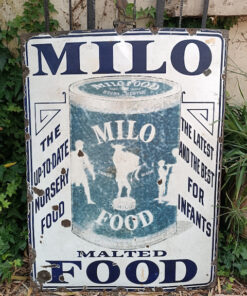 MILO
THE
UP-TO-DATE
NURSERY
FOOD
MILO FOOD
MILO
FOOD
THE LATEST
AND THE BEST
FOR
INFANTS
MALTED
FOOD